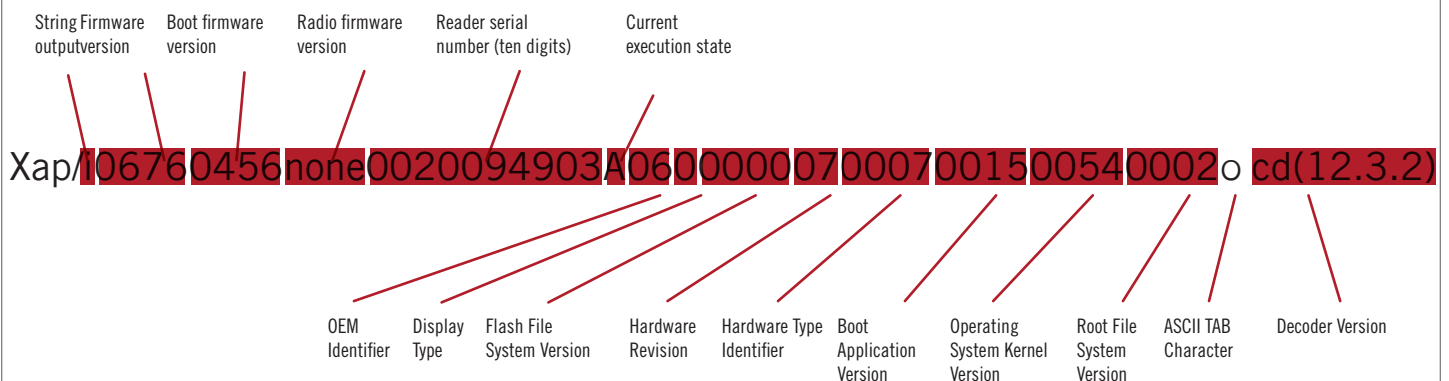 String Firmware
outputversion
Boot firmware
version
Radio firmware
version
Reader serial
number (ten digits)
Current
execution state
Xap/i06760456none0020094903A06000000700070015005400​02o cd(12.3.2)
OEM
Identifier
Display
Type
Flash File
System Version
Hardware
Revision
Hardware Type
Identifier
Boot
Application
Version
Operating
System Kernel
Version
Root File
System
Version
ASCII TAB
Character
Decoder Version